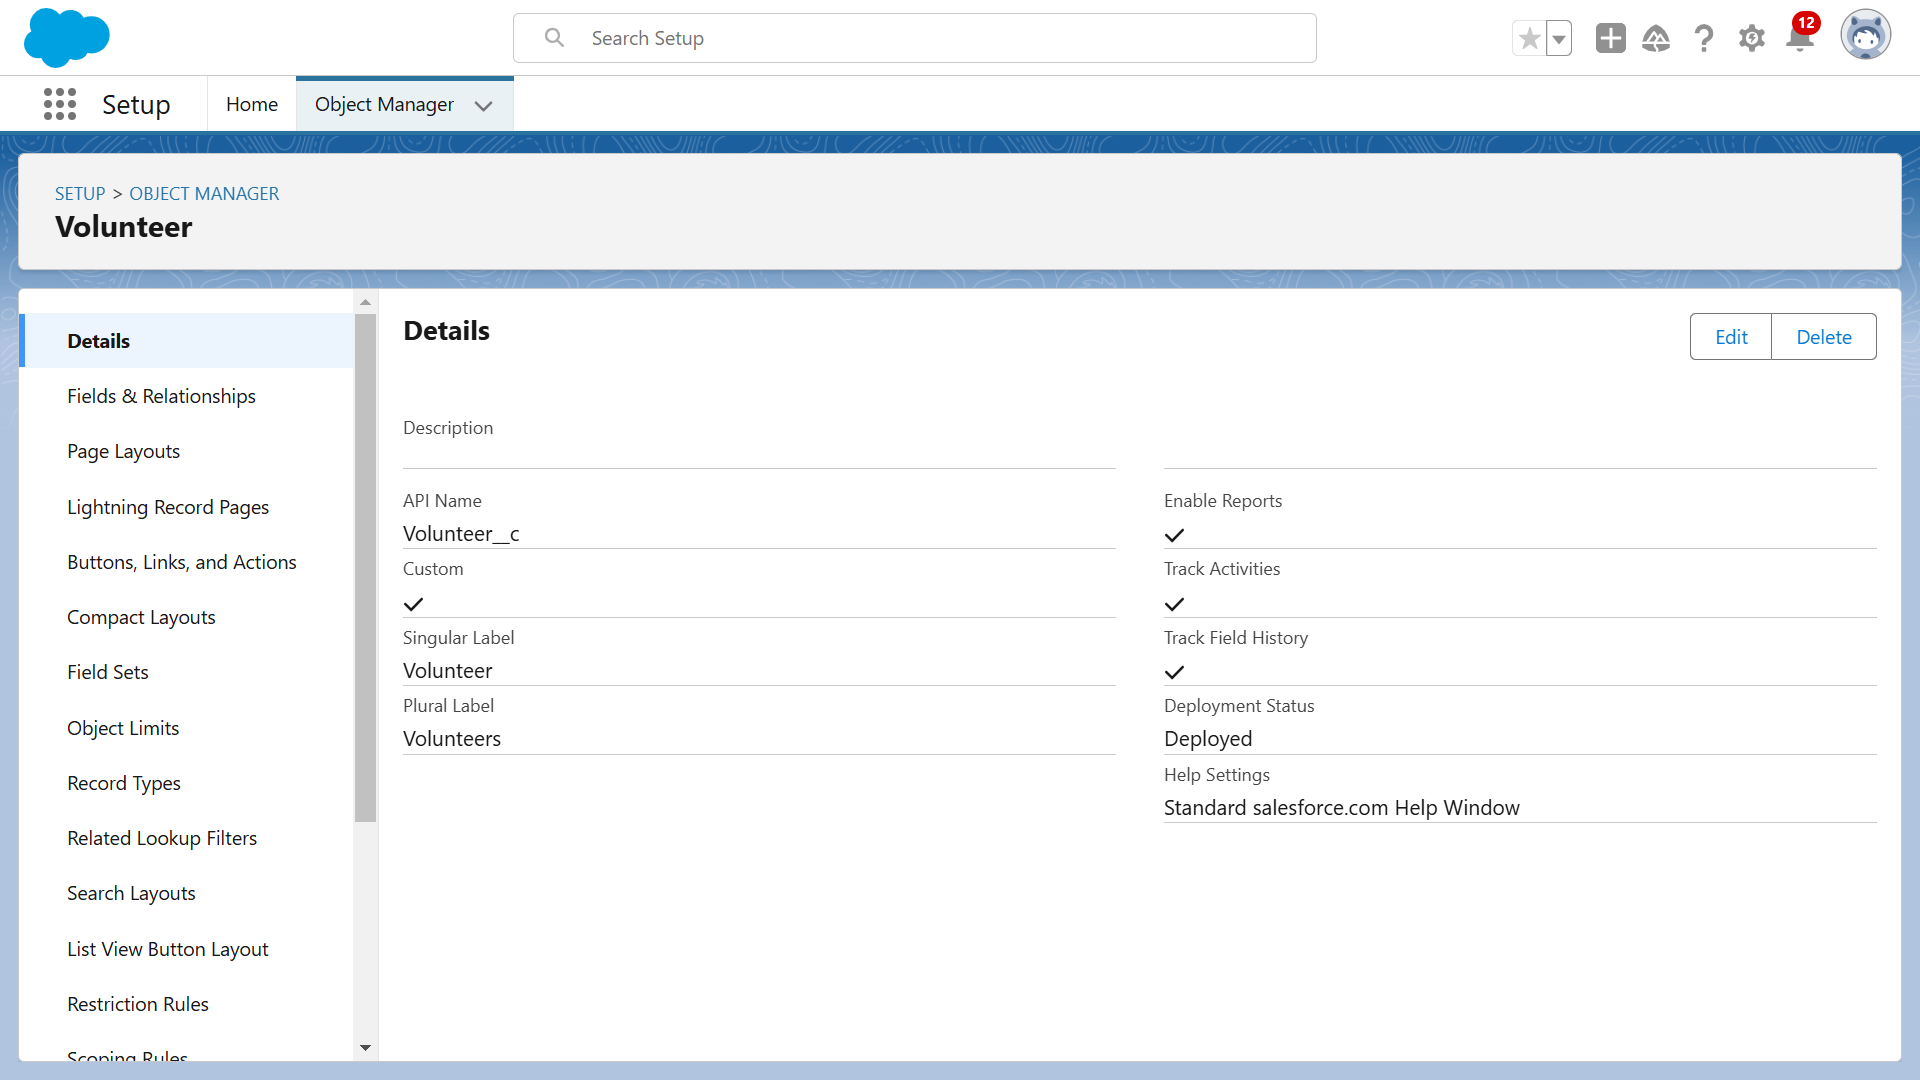 Search Setup
12
Setup
Home
Object Manager
SETUP > OBJECT MANAGER
Volunteer
Details
Fields & Relationships
Page Layouts
Lightning Record Pages
Buttons, Links, and Actions
Compact Layouts
Field Sets
Object Limits
Record Types
Related Lookup Filters
Search Layouts
List View Button Layout
Restriction Rules
Scoping Rules
Details
Edit
Delete
Description
API Name
Volunteer__c
Custom
Singular Label
Volunteer
Plural Label
Volunteers
Enable Reports
Track Activities
Track Field History
Deployment Status
Deployed
Help Settings
Standard salesforce.com Help Window